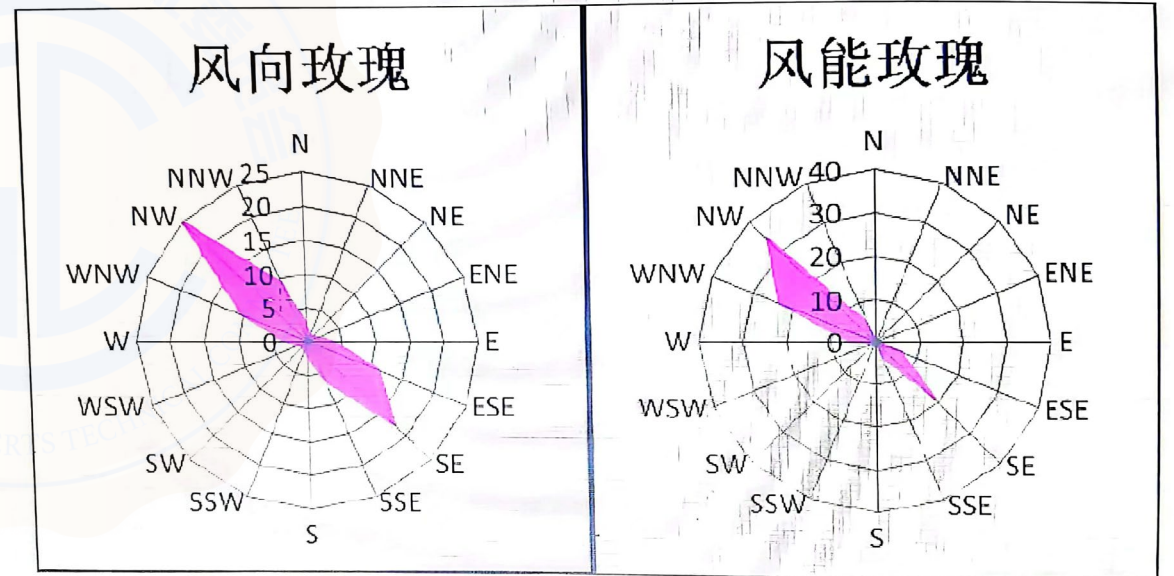 风向玫瑰
N
NNW 25 NNE
NW 20 NE
15
WNW 10 ENE
5
W 0 E
WSW ESE
SW SE
SSW SSE
S
风能玫瑰
N
NNW 40 NNE
NW 30 NE
20
WNW ENE
10
W 0 E
WSW ESE
SW SE
SSW SSE
S